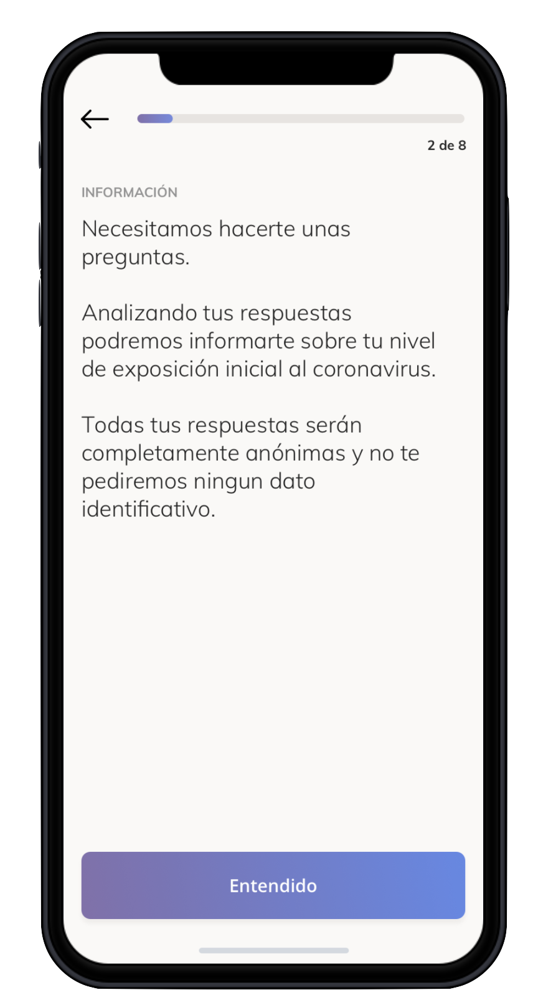 2 de 8
INFORMACIÓN
Necesitamos hacerte unas
preguntas.
Analizando tus respuestas
podremos informarte sobre tu nivel
de exposición inicial al coronavirus.
Todas tus respuestas serán
completamente anónimas y no te
pediremos ningun dato
identificativo.
Entendido